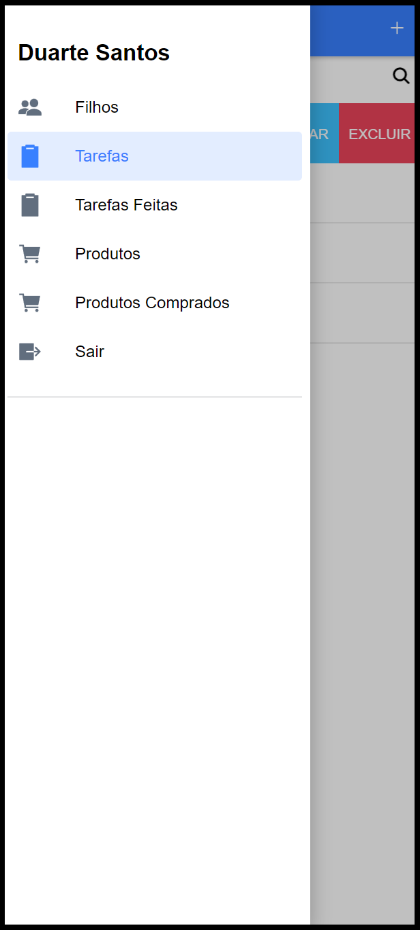 Duarte Santos
Filhos
Tarefas
Tarefas Feitas
Produtos
Produtos Comprados
Sair
+
AR EXCLUIR